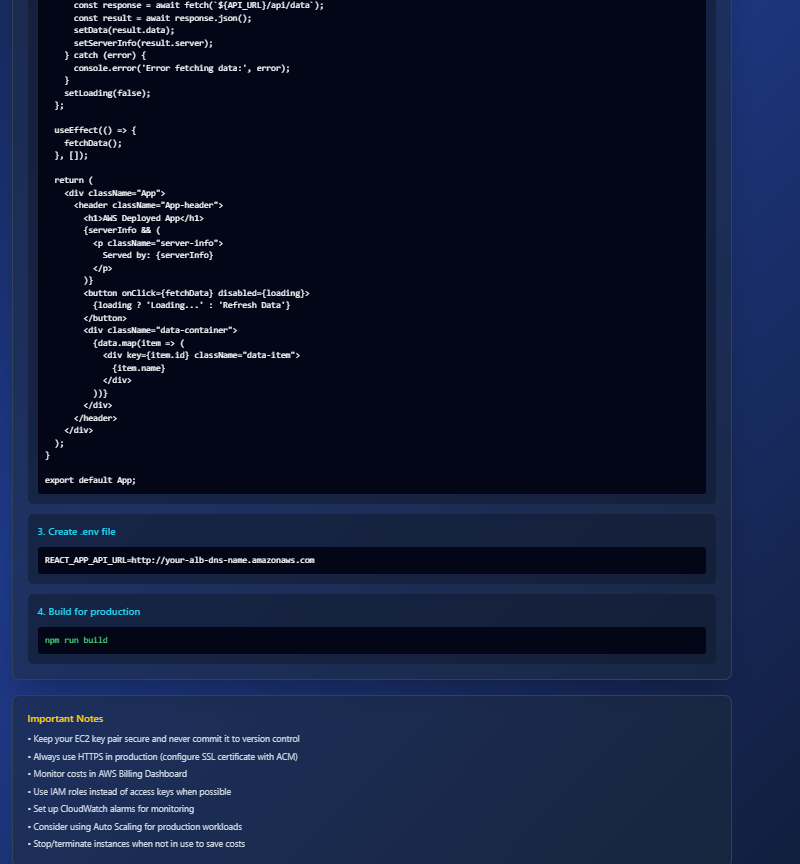 const response = await fetch(`${API_URL}/api/data`);
const result = await response.json();
setData(result.data);
setServerInfo(result.server);
} catch (error) {
console.error('Error fetching data:', error);
}
setLoading(false);
};
useEffect(() => {
fetchData();
}, []);
return (
<div className="App">
<header className="App-header">
<h1>AWS Deployed App</h1>
{serverInfo && (
<p className="server-info">
Served by: {serverInfo}
</p>
)}
<button onClick={fetchData} disabled={loading}>
{loading ? 'Loading...' : 'Refresh Data'}
</button>
<div className="data-container">
{data.map(item => (
<div key={item.id} className="data-item">
{item.name}
</div>
))}
</div>
</header>
</div>
);
}
export default App;
3. Create .env file
REACT_APP_API_URL=http://your-alb-dns-name.amazonaws.com
4. Build for production
npm run build
Important Notes
• Keep your EC2 key pair secure and never commit it to version control
• Always use HTTPS in production (configure SSL certificate with ACM)
• Monitor costs in AWS Billing Dashboard
• Use IAM roles instead of access keys when possible
• Set up CloudWatch alarms for monitoring
• Consider using Auto Scaling for production workloads
• Stop/terminate instances when not in use to save costs